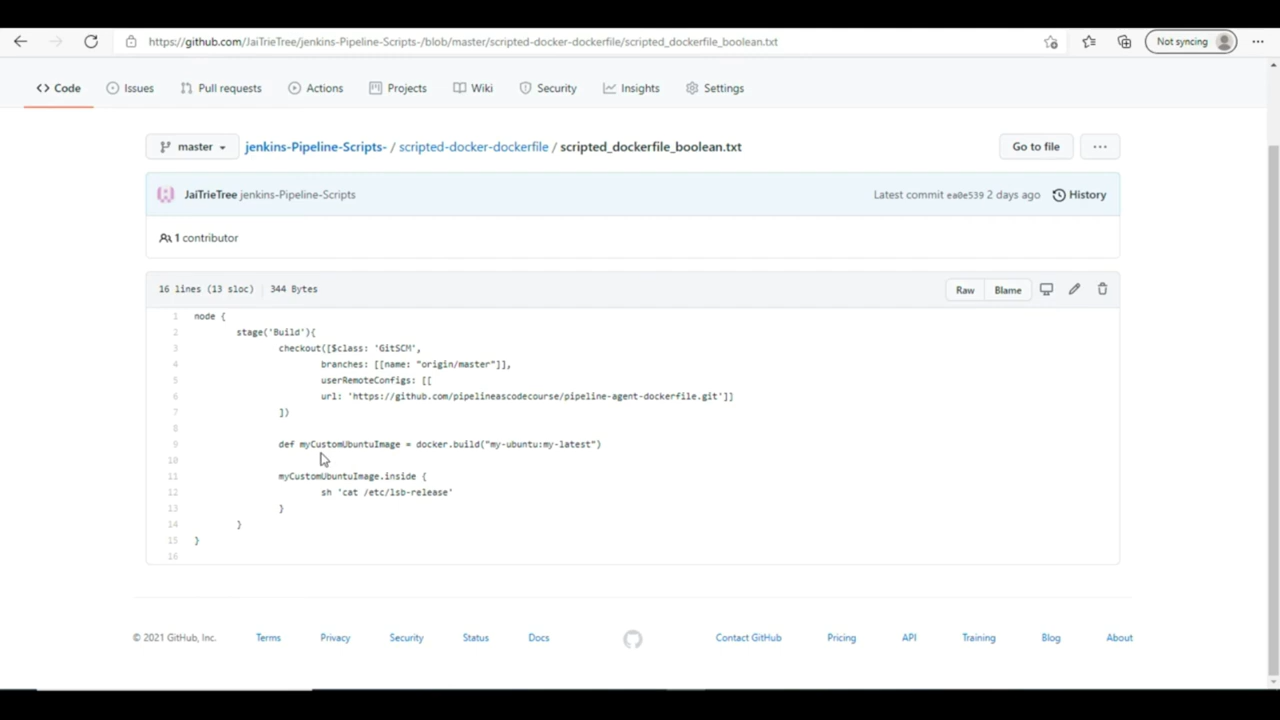 https://github.com/JaiTrieTree/jenkins-Pipeline-Scripts-/blob/master/scripted-docker-dockerfile/scripted_dockerfile_boolean.txt
Not syncing
Code Issues Pull requests Actions Projects Wiki Security Insights Settings
master jenkins-Pipeline-Scripts- / scripted-docker-dockerfile / scripted_dockerfile_boolean.txt Go to file
JaiTrieTree jenkins-Pipeline-Scripts Latest commit ea0e539 2 days ago History
1 contributor
16 lines (13 sloc) 344 Bytes Raw Blame
1 node {
2 stage('Build'){
3 checkout([$class: 'GitSCM',
4 branches: [[name: "origin/master"]],
5 userRemoteConfigs: [[
6 url: 'https://github.com/pipelineascodecourse/pipeline-agent-dockerfile.git']]
7 ])
8
9 def myCustomUbuntuImage = docker.build("my-ubuntu:my-latest")
10
11 myCustomUbuntuImage.inside {
12 sh 'cat /etc/lsb-release'
13 }
14 }
15 }
16
© 2021 GitHub, Inc. Terms Privacy Security Status Docs Contact GitHub Pricing API Training Blog About